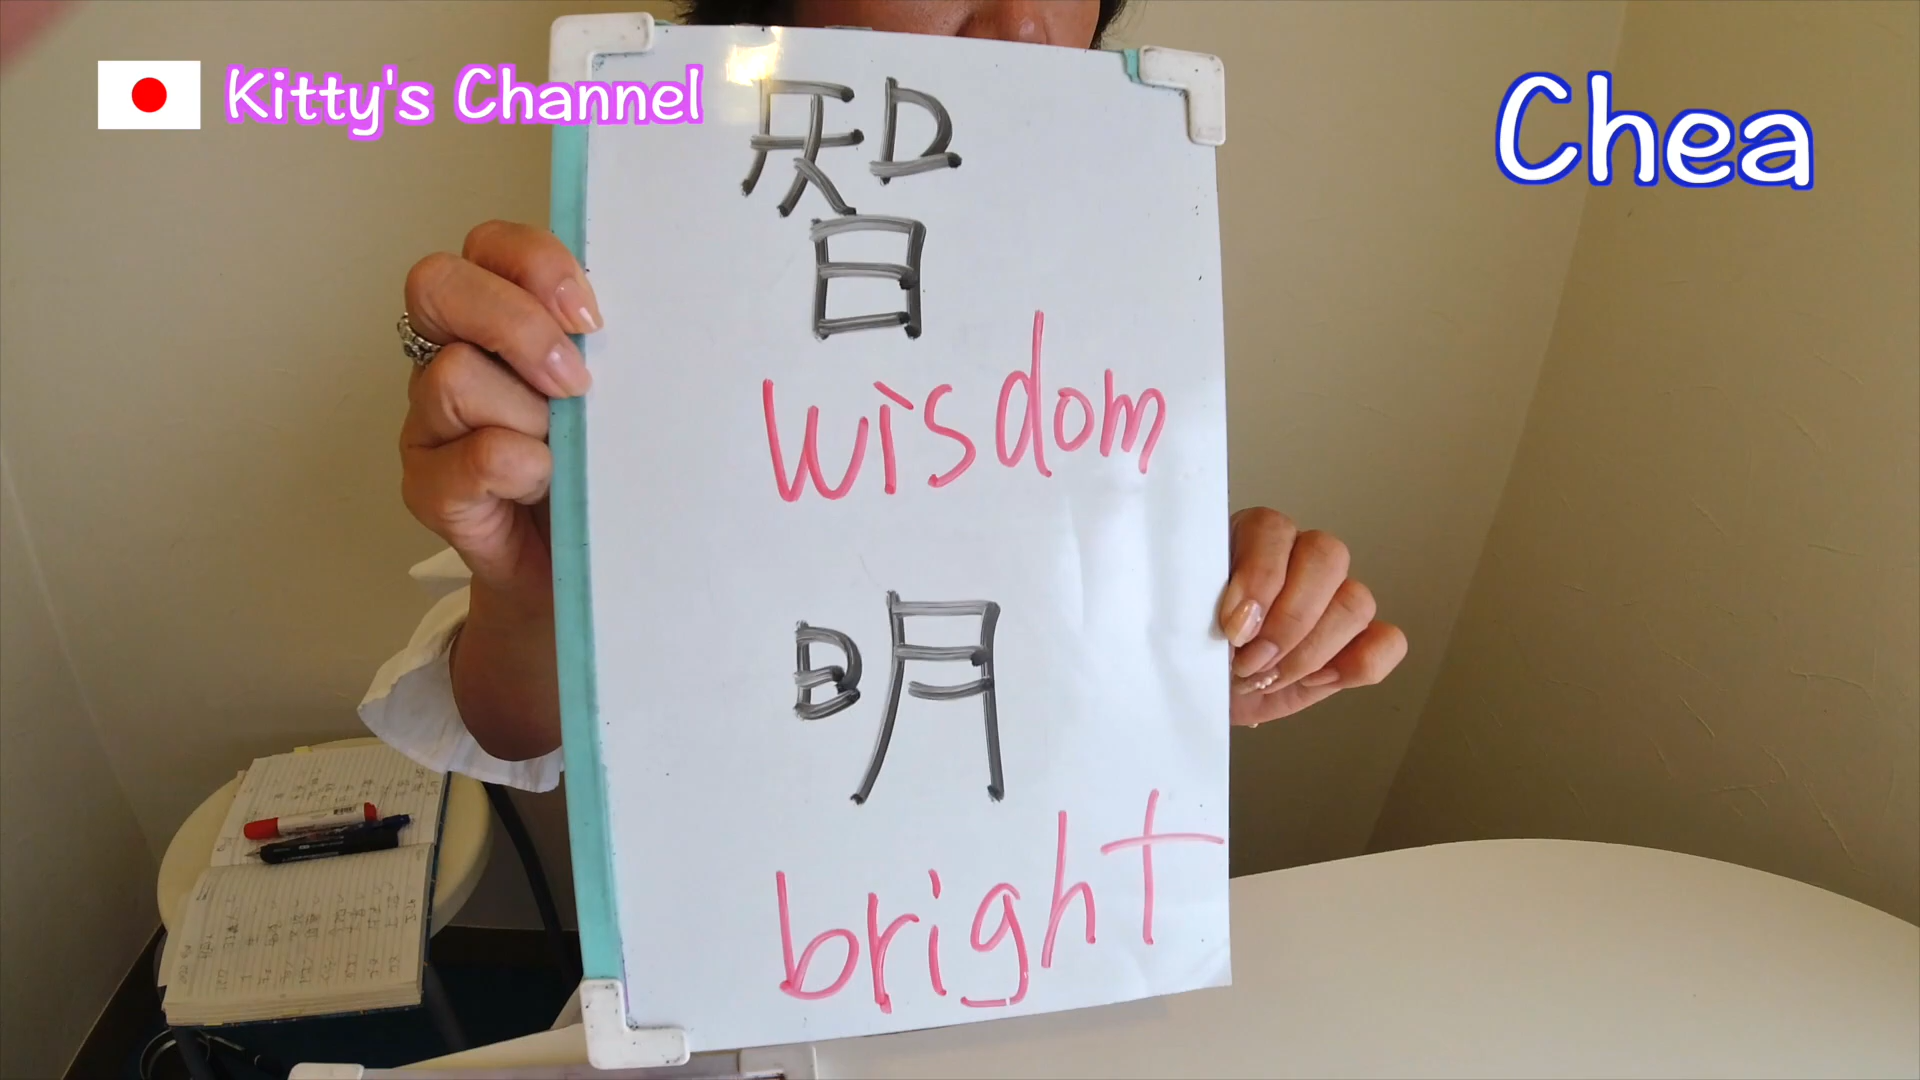 Kitty's Channel
Chea
智
wisdom
明
bright